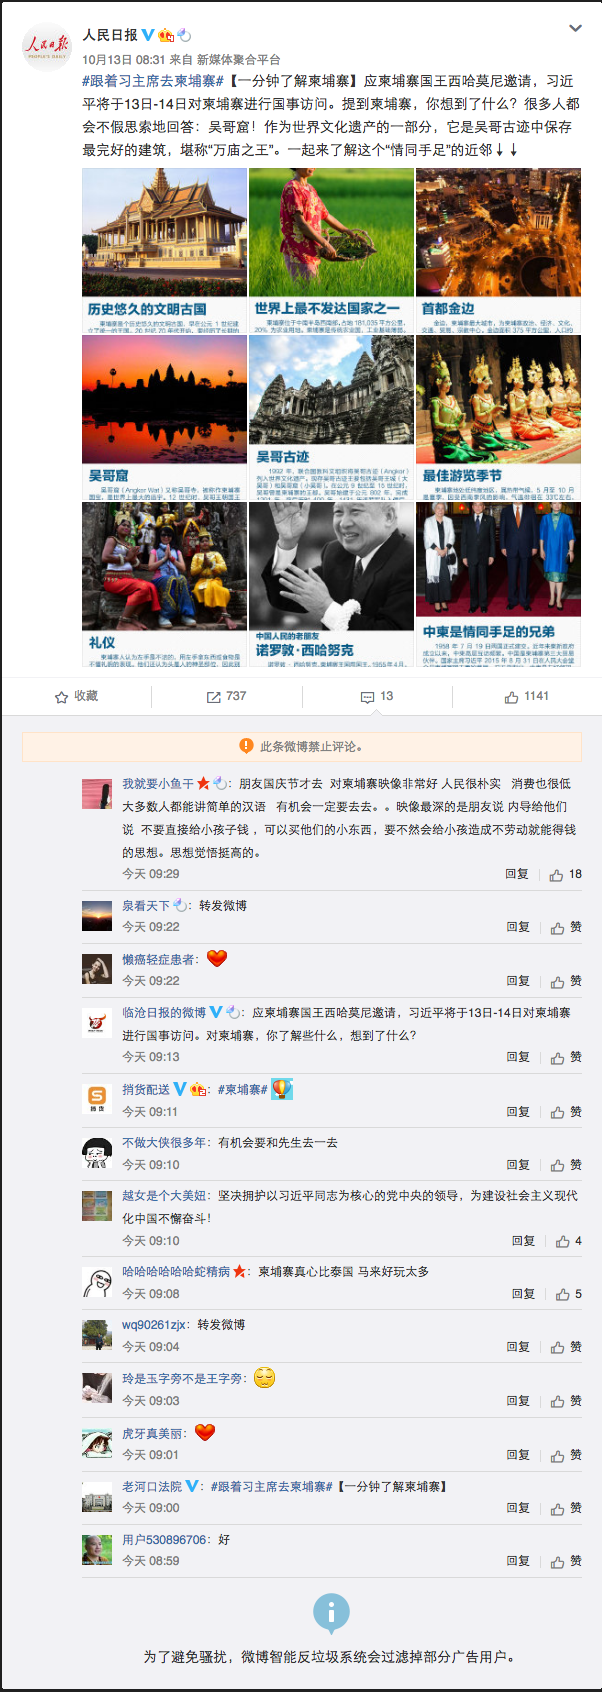 人民日报
PEOPLE'S DAILY
人民日报
10月13日 08:31 来自 新媒体聚合平台
#跟着习主席去柬埔寨#【一分钟了解柬埔寨】应柬埔寨国王西哈莫尼邀请，习近
平将于13日-14日对柬埔寨进行国事访问。提到柬埔寨，你想到了什么？很多人都
会不假思索地回答：吴哥窟！作为世界文化遗产的一部分，它是吴哥古迹中保存
最完好的建筑，堪称“万庙之王”。一起来了解这个“情同手足”的近邻↓↓
历史悠久的文明古国
世界上最不发达国家之一
柬埔寨位于中南半岛西南部，占地 181,035 平方公里，
首都金边
吴哥窟
吴哥古迹
最佳游览季节
礼仪
中国人民的老朋友
诺罗敦·西哈努克
中柬是情同手足的兄弟
收藏
737
13
1141
此条微博禁止评论。
我就要小鱼干：朋友国庆节才去 对柬埔寨映像非常好 人民很朴实 消费也很低
大多数人都能讲简单的汉语 有机会一定要去去。。映像最深的是朋友说 内导给他们
说 不要直接给小孩子钱 ，可以买他们的小东西，要不然会给小孩造成不劳动就能得钱
的思想。思想觉悟挺高的。
今天 09:29
回复
18
泉看天下：转发微博
今天 09:22
回复
赞
懒癌轻症患者：
今天 09:22
回复
赞
临沧日报的微博：应柬埔寨国王西哈莫尼邀请，习近平将于13日-14日对柬埔寨
进行国事访问。对柬埔寨，你了解些什么，想到了什么？
今天 09:13
回复
赞
捎货
捎货配送：#柬埔寨#
今天 09:11
回复
赞
不做大侠很多年：有机会要和先生去一去
今天 09:10
回复
赞
越女是个大美妞：坚决拥护以习近平同志为核心的党中央的领导，为建设社会主义现代
化中国不懈奋斗！
今天 09:10
回复
4
哈哈哈哈哈哈蛇精病：柬埔寨真心比泰国 马来好玩太多
今天 09:08
回复
5
wq90261zjx：转发微博
今天 09:04
回复
赞
玲是玉字旁不是王字旁：
今天 09:03
回复
赞
虎牙真美丽：
今天 09:01
回复
赞
老河口法院：#跟着习主席去柬埔寨#【一分钟了解柬埔寨】
今天 09:00
回复
赞
用户530896706：好
今天 08:59
回复
赞
为了避免骚扰，微博智能反垃圾系统会过滤掉部分广告用户。